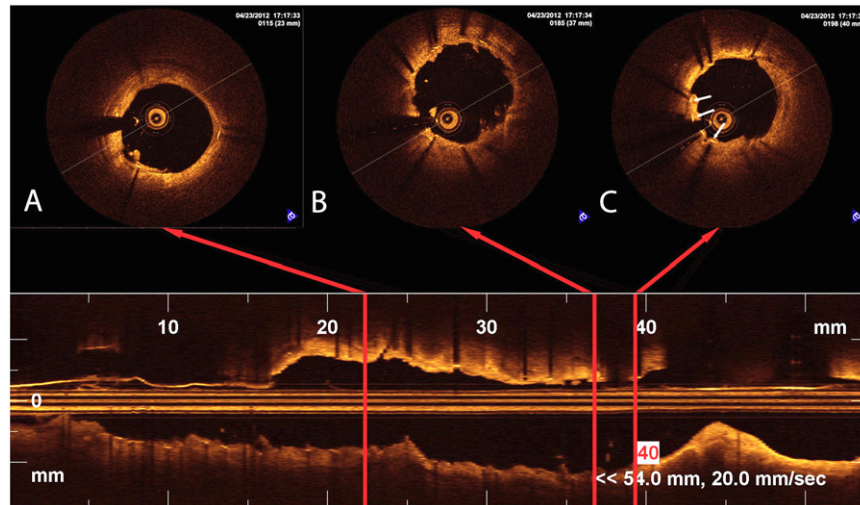 04/23/2012 17:17:33
0115 (23 mm)
04/23/2012 17:17:34
0185 (37 mm)
04/23/2012 17:17:34
0198 (40 mm)
A
B
C
10
20
30
40
mm
0
40
mm
<< 54.0 mm, 20.0 mm/sec